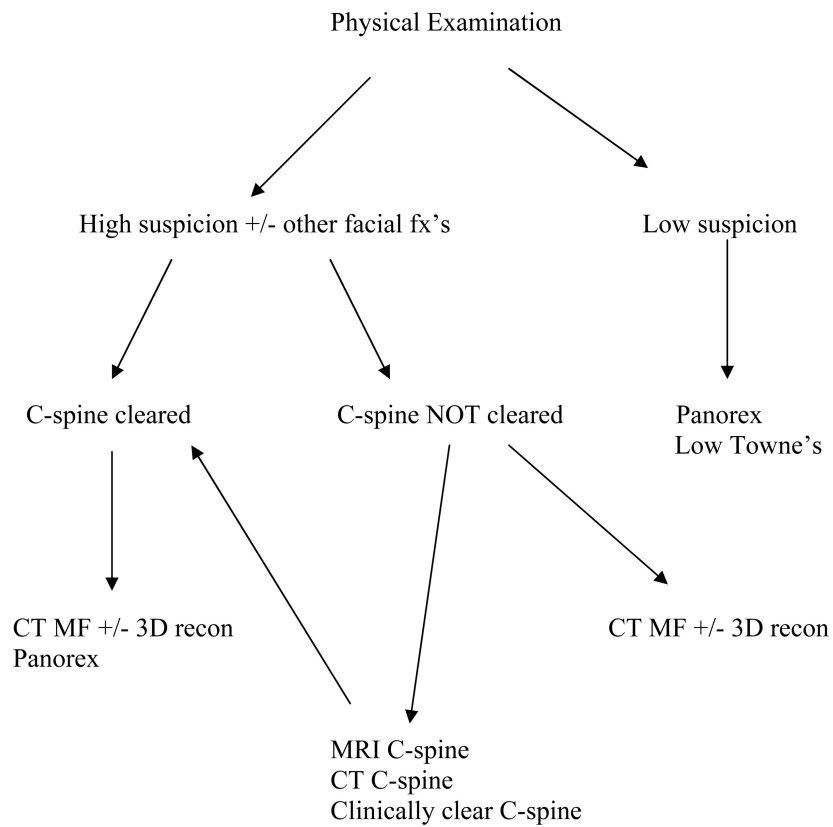 Physical Examination
High suspicion +/- other facial fx's
Low suspicion
C-spine cleared
C-spine NOT cleared
Panorex
Low Towne's
CT MF +/- 3D recon
Panorex
CT MF +/- 3D recon
MRI C-spine
CT C-spine
Clinically clear C-spine